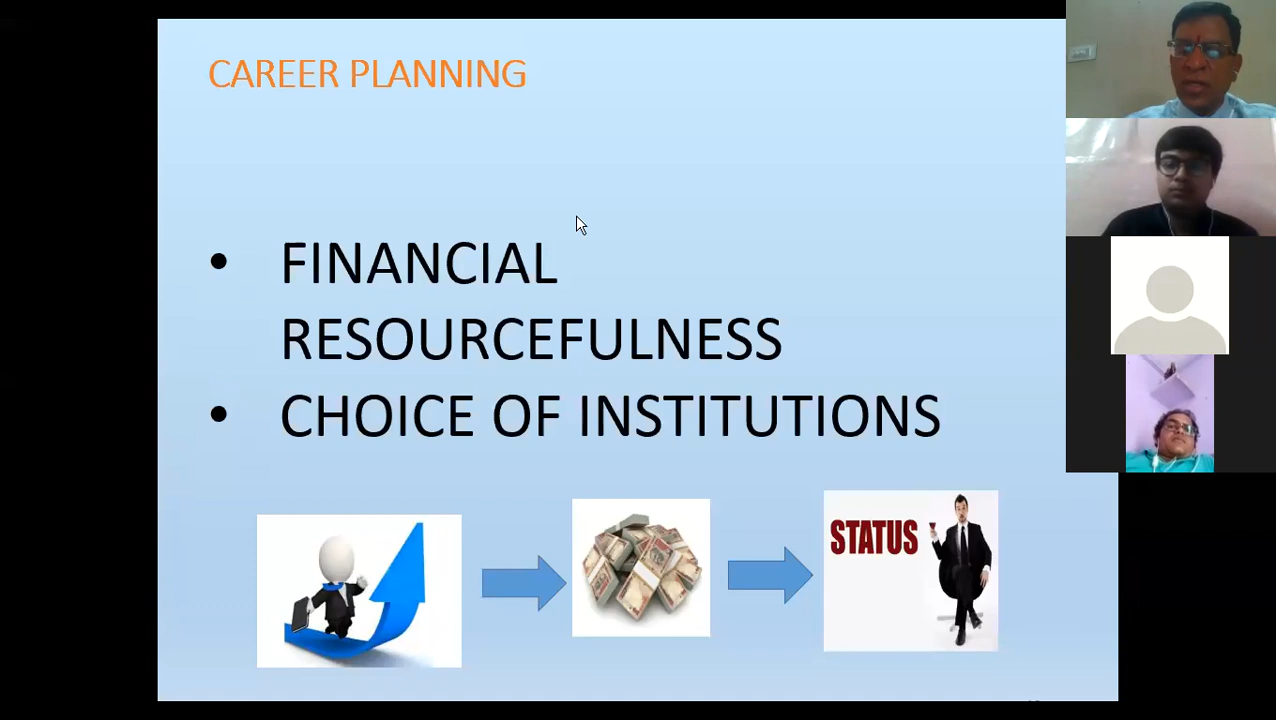 CAREER PLANNING
• FINANCIAL
RESOURCEFULNESS
• CHOICE OF INSTITUTIONS
STATUS